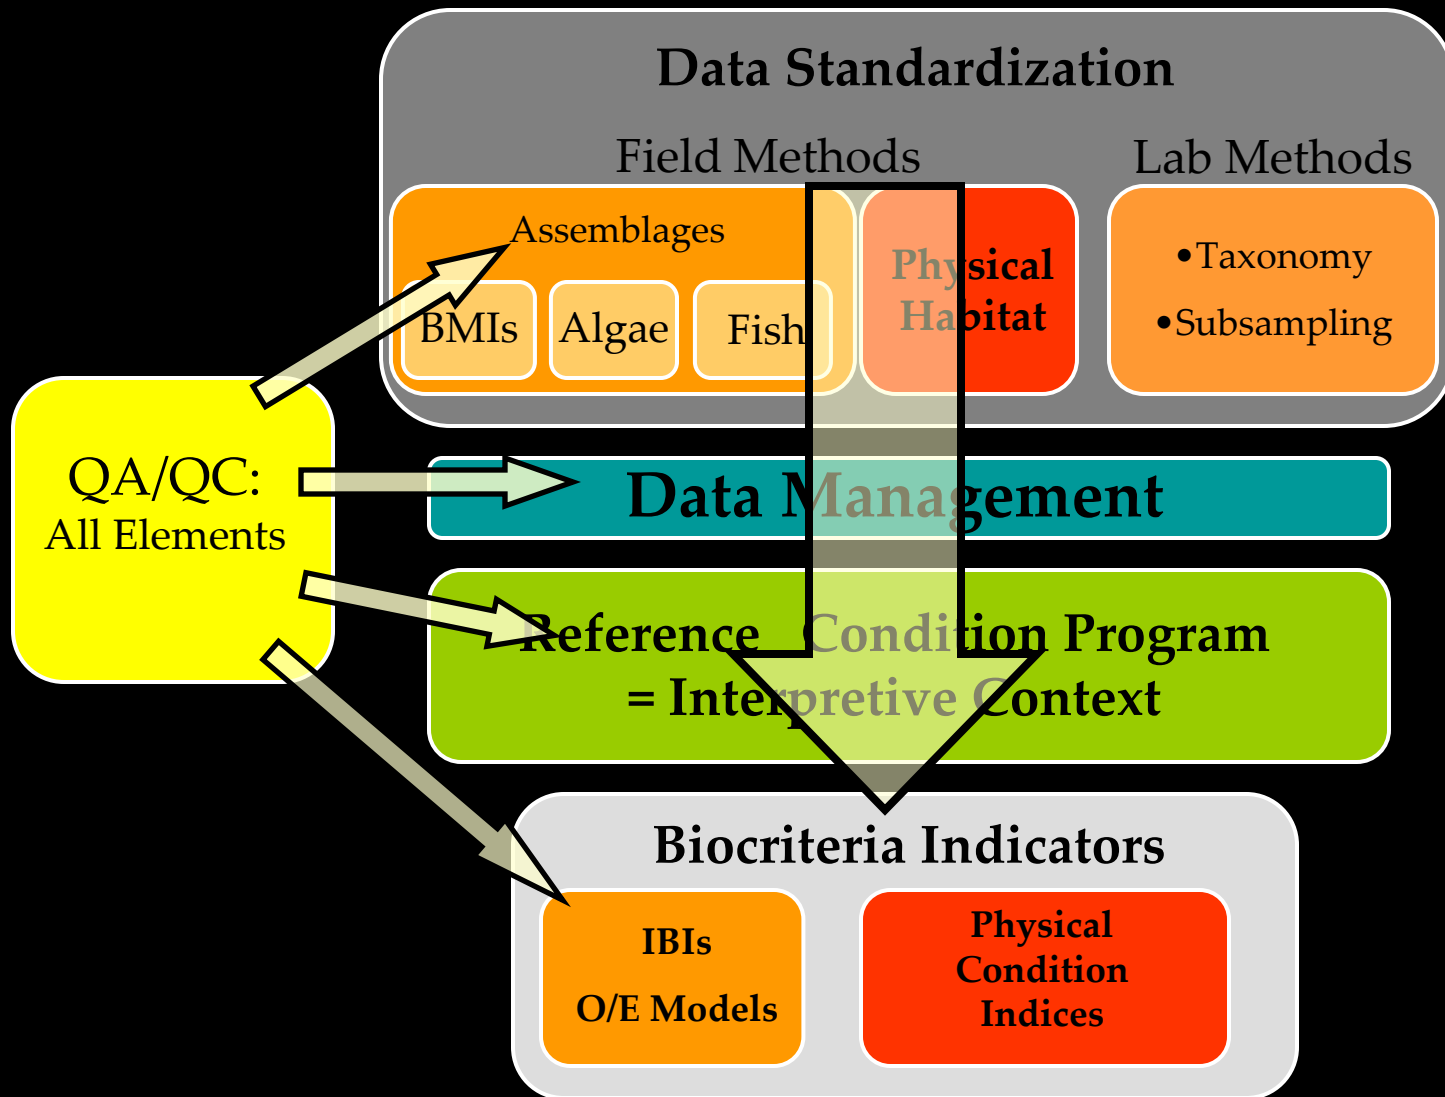 Data Standardization
Field Methods
Lab Methods
Assemblages
BMIs
Algae
Fish
Physical
Habitat
•Taxonomy
•Subsampling
QA/QC:
All Elements
Data Management
Reference Condition Program
= Interpretive Context
Biocriteria Indicators
IBIs
O/E Models
Physical
Condition
Indices